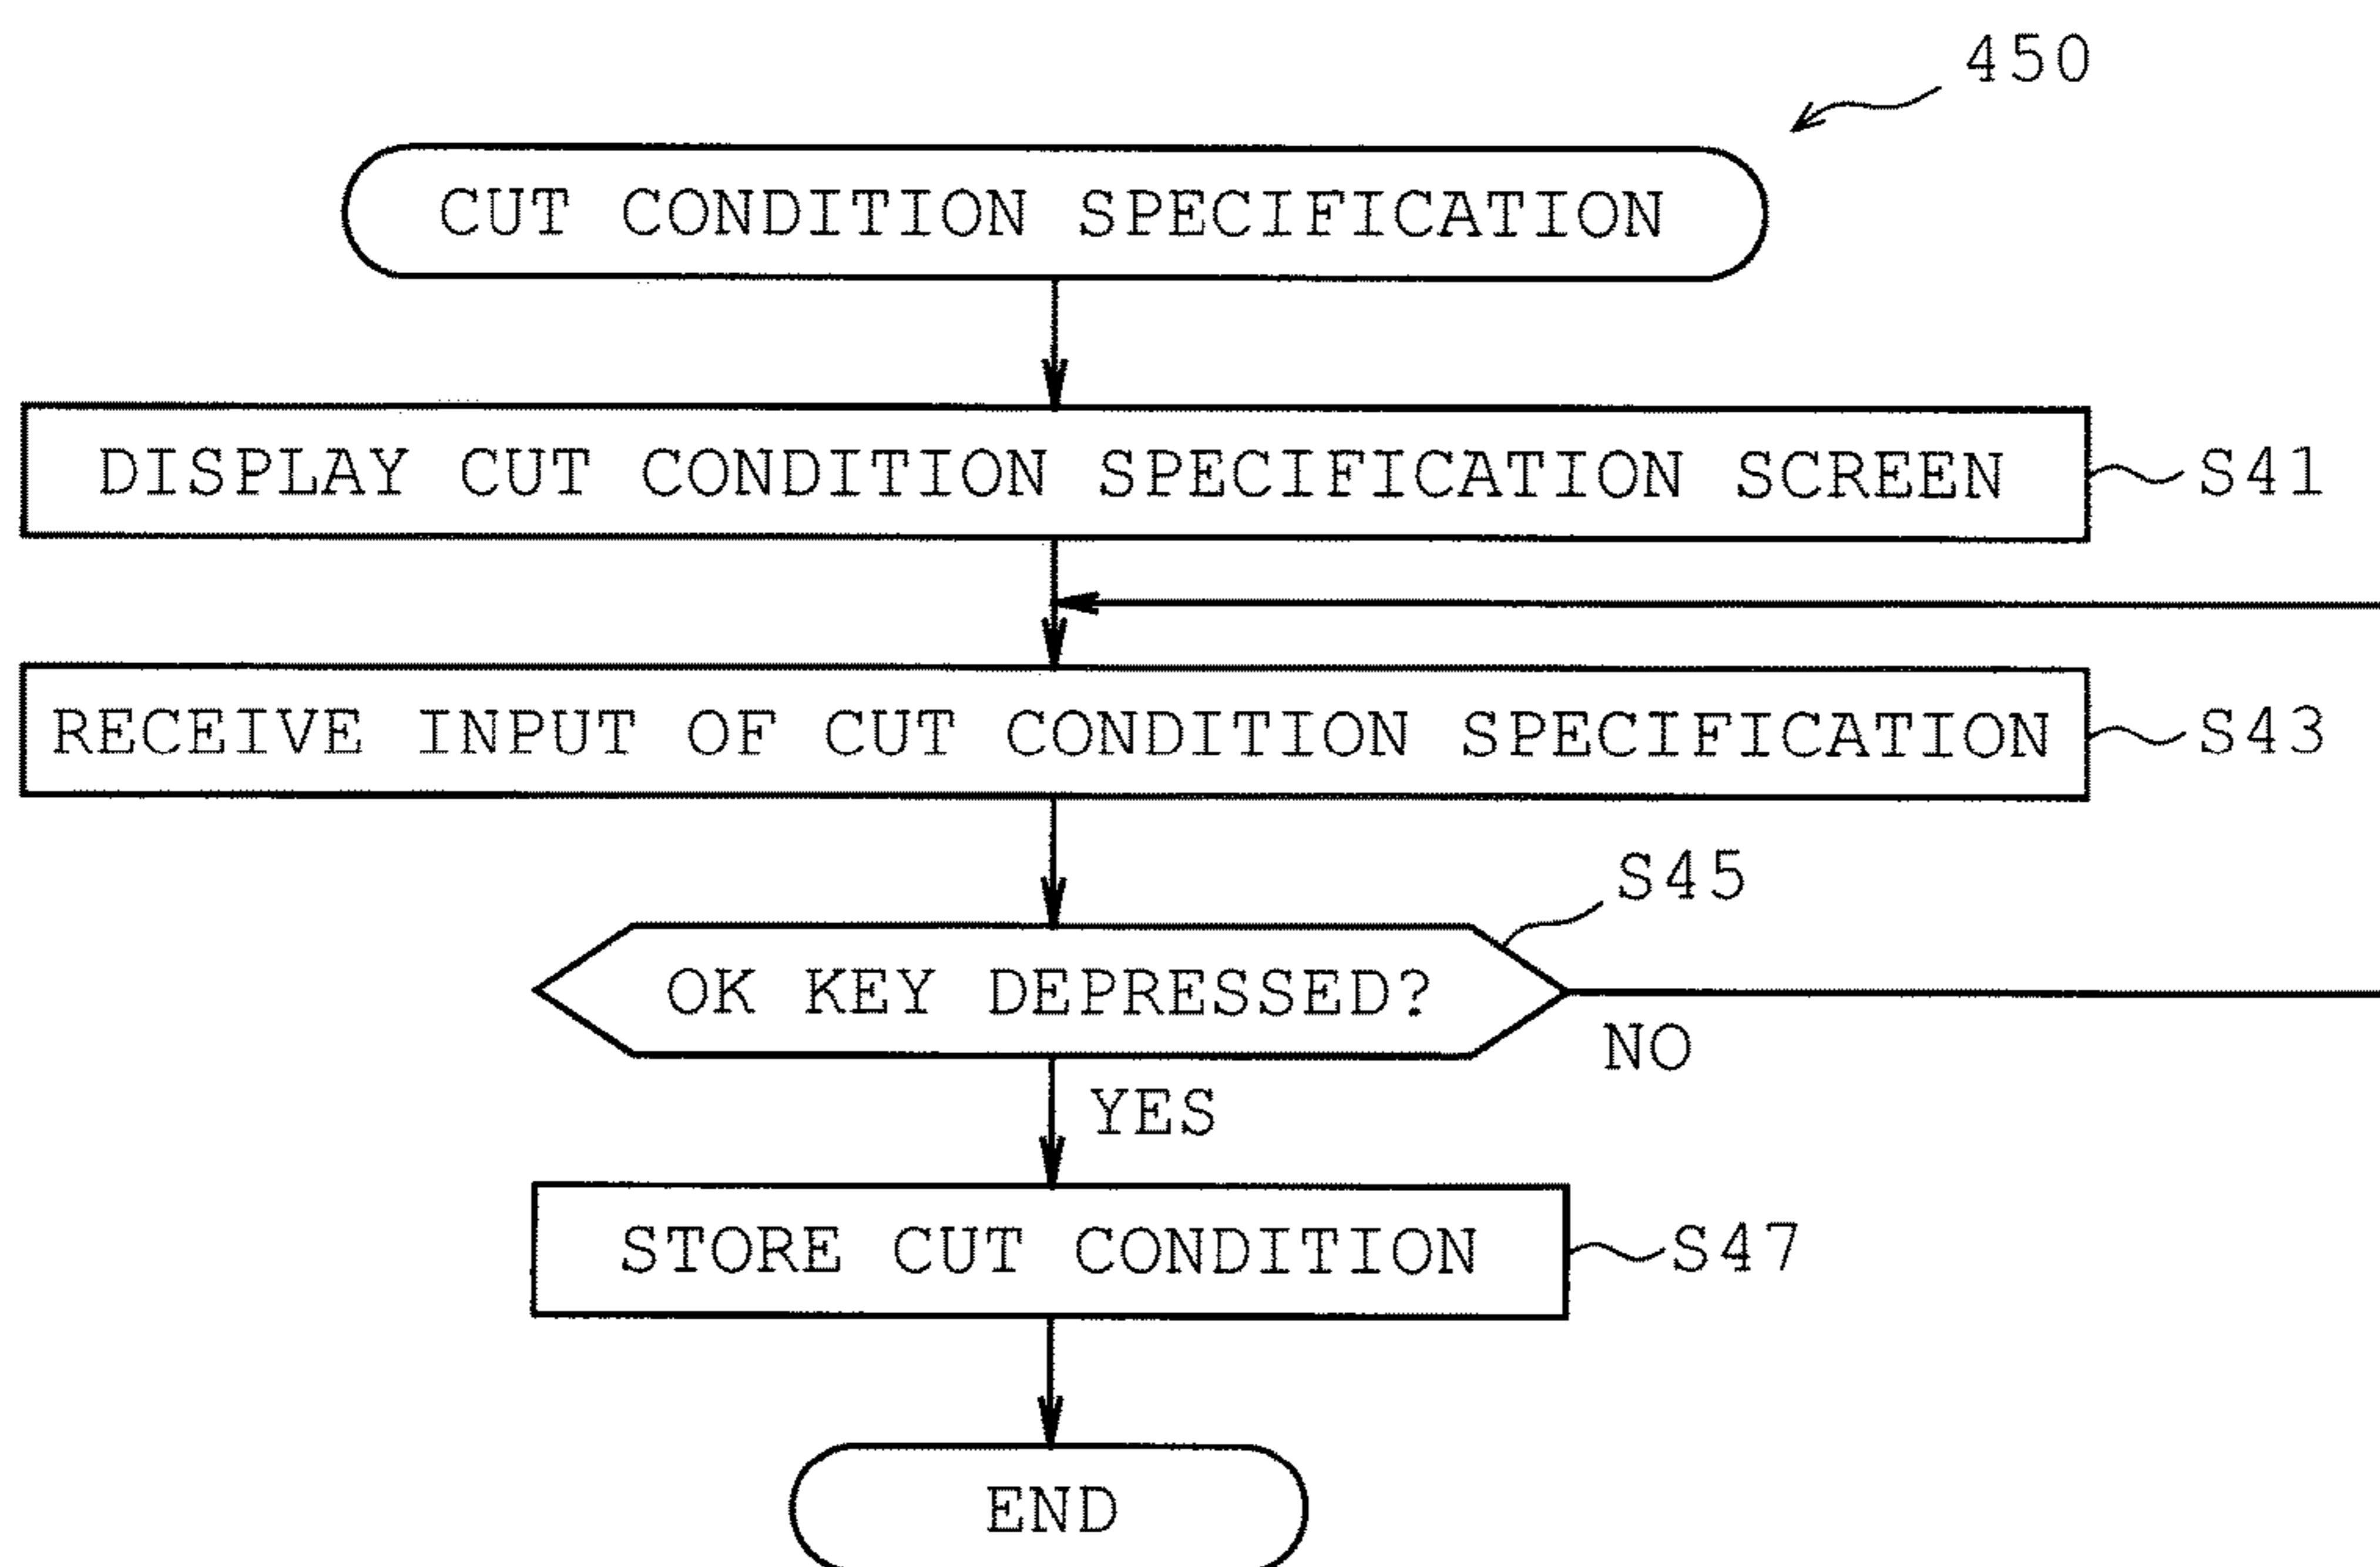 450
CUT CONDITION SPECIFICATION
DISPLAY CUT CONDITION SPECIFICATION SCREEN
S41
RECEIVE INPUT OF CUT CONDITION SPECIFICATION
S43
S45
OK KEY DEPRESSED?
NO
YES
STORE CUT CONDITION
S47
END